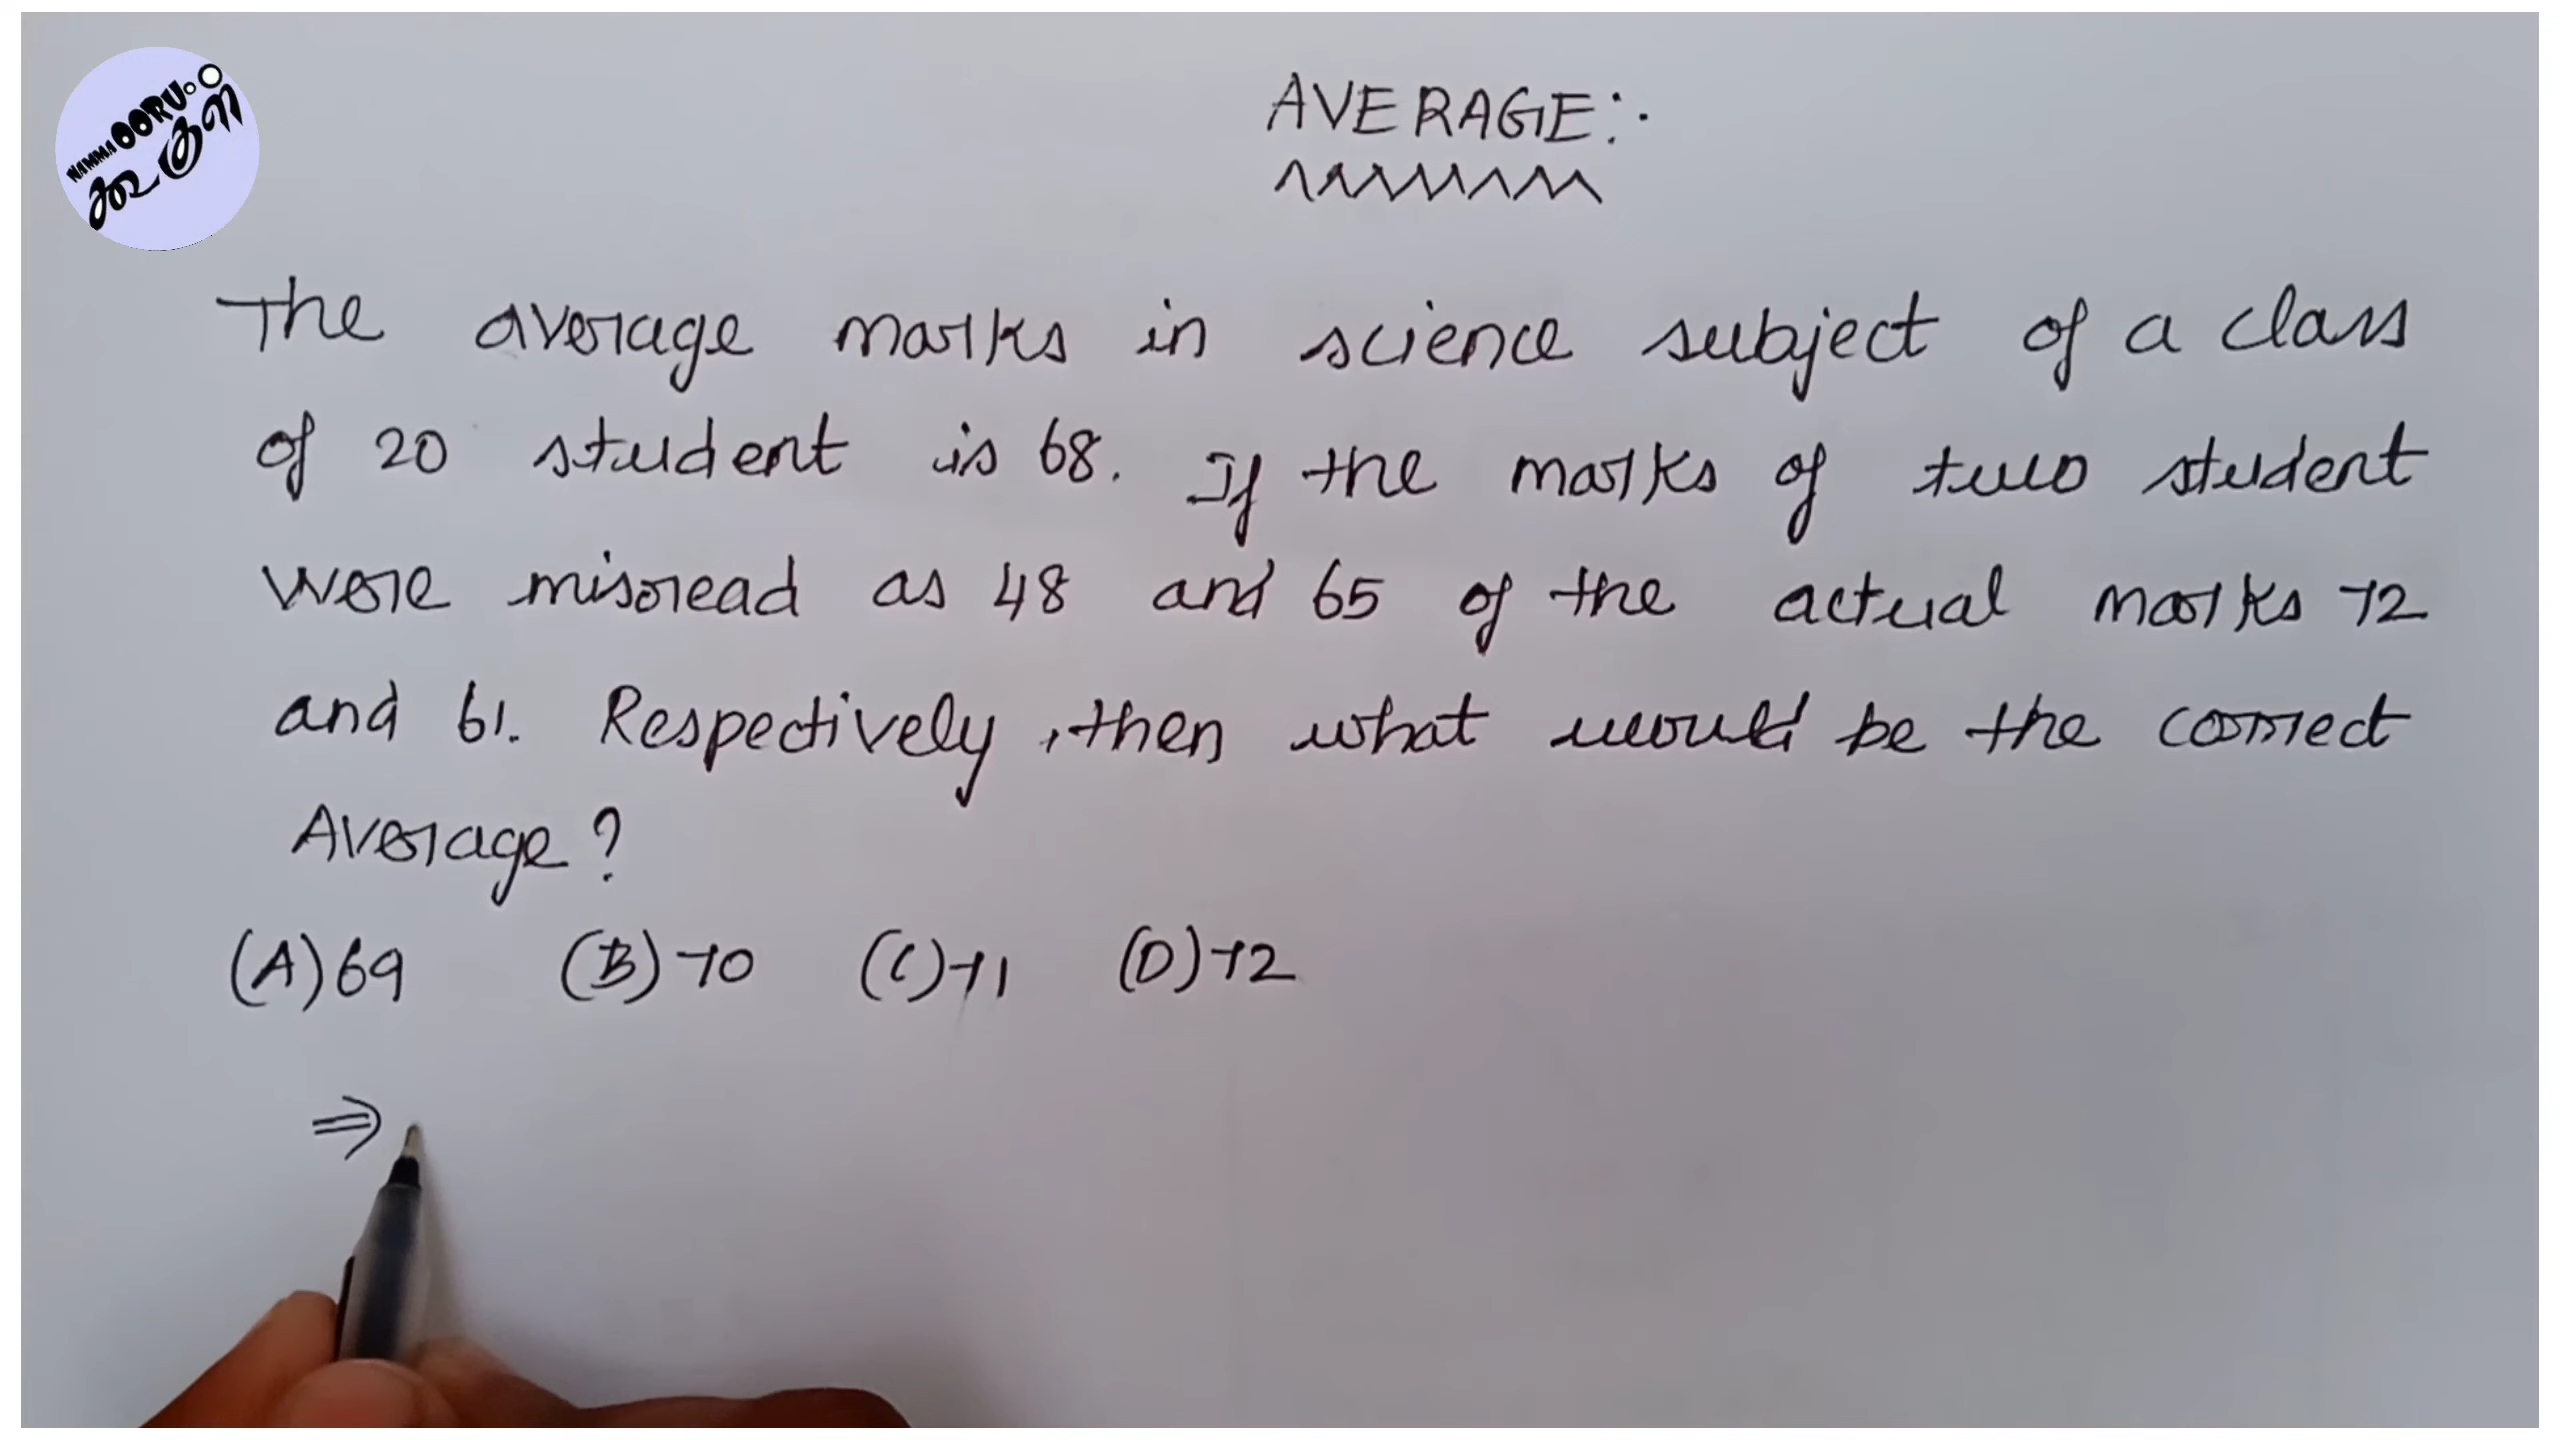 NAMMA OORU
AVERAGE:-
The average marks in science subject of a class
of 20 student is 68. If the marks of two student
were misread as 48 and 65 of the actual marks 72
and 61. Respectively, then what would be the correct
Average?
(A) 69 (B) 70 (C) 71 (D) 72
⇒